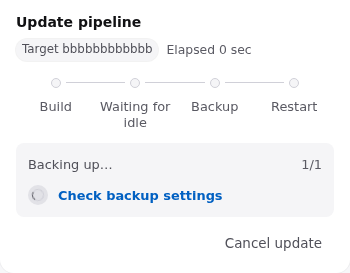 Update pipeline
Target bbbbbbbbbbbb Elapsed 0 sec
Build Waiting for idle Backup Restart
Backing up... 1/1
Check backup settings
Cancel update